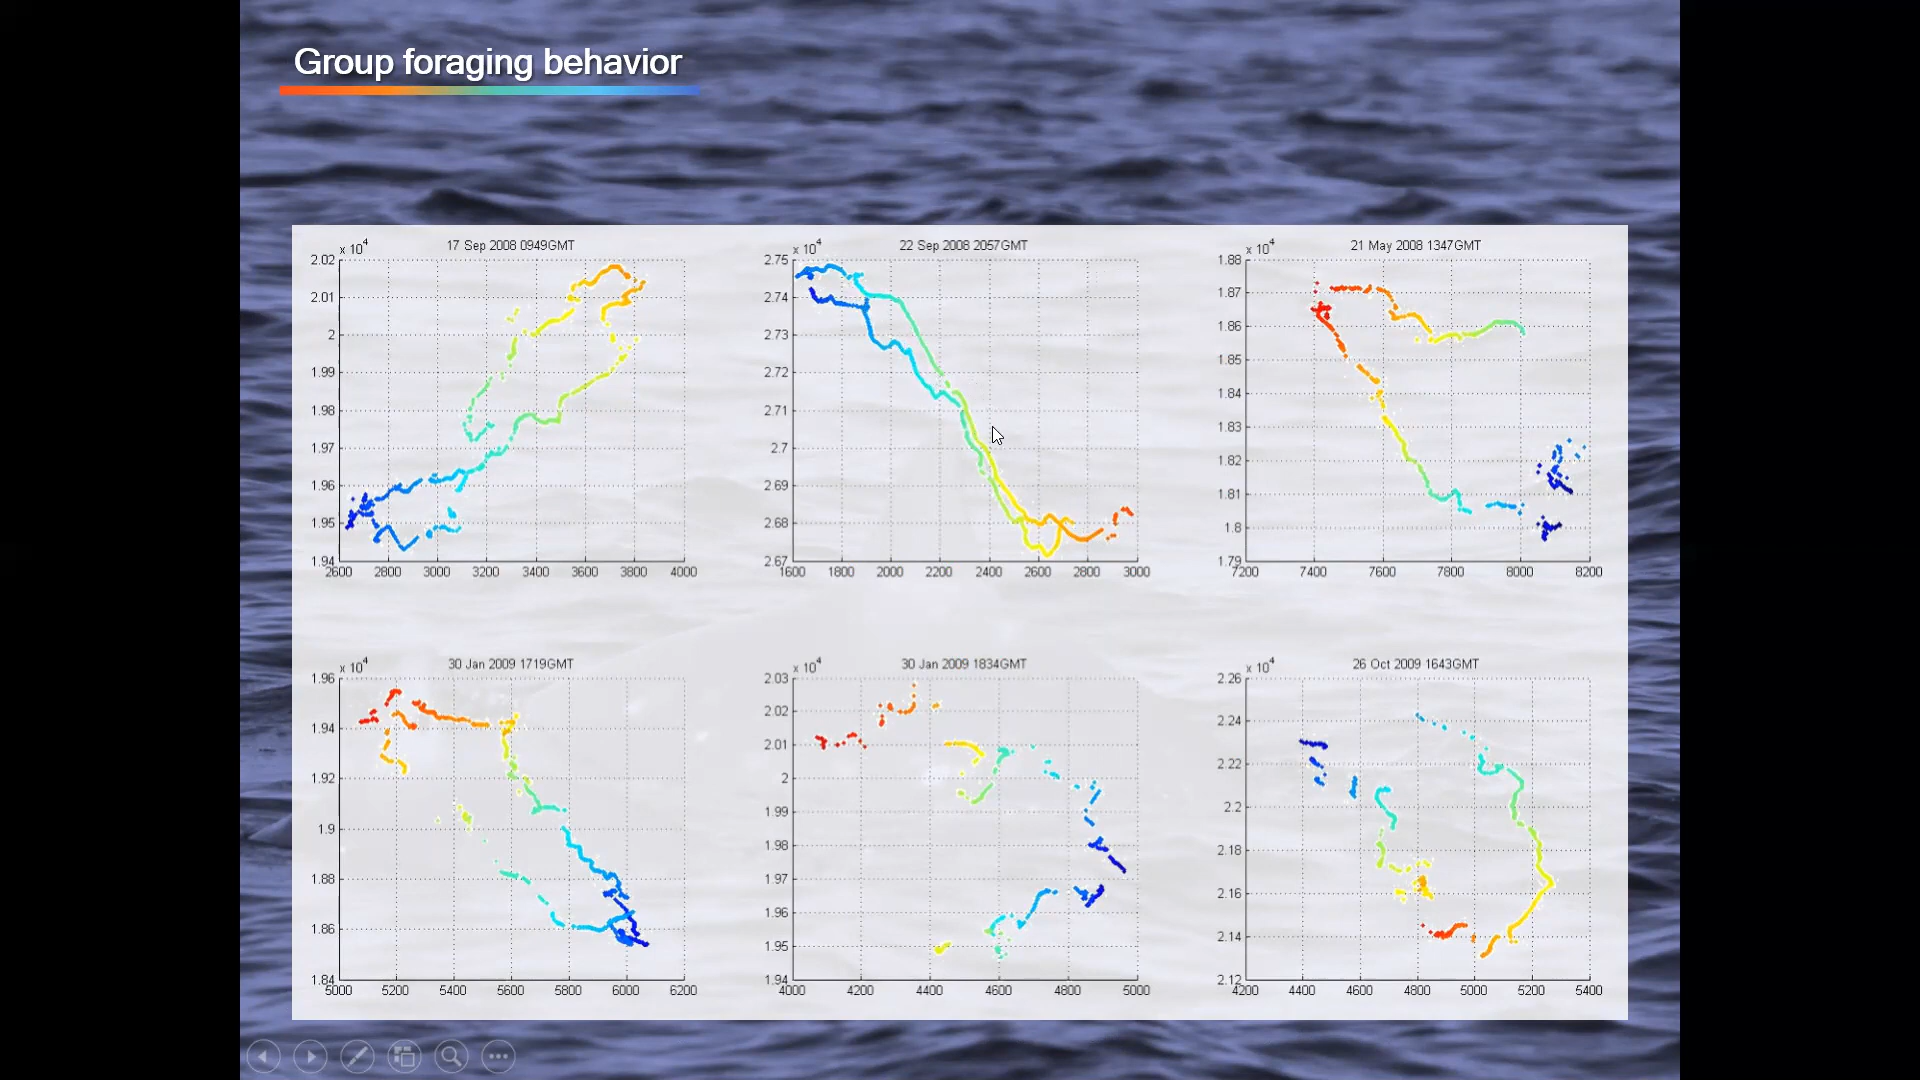 Group foraging behavior
17 Sep 2008 0949GMT
x 10^4
2.02
2.01
2
1.99
1.98
1.97
1.96
1.95
1.94
2600 2800 3000 3200 3400 3600 3800 4000
22 Sep 2008 2057GMT
x 10^4
2.75
2.74
2.73
2.72
2.71
2.7
2.69
2.68
2.67
1600 1800 2000 2200 2400 2600 2800 3000
21 May 2008 1347GMT
x 10^4
1.88
1.87
1.86
1.85
1.84
1.83
1.82
1.81
1.8
1.79
7200 7400 7600 7800 8000 8200
30 Jan 2009 1719GMT
x 10^4
1.96
1.94
1.92
1.9
1.88
1.86
1.84
5000 5200 5400 5600 5800 6000 6200
30 Jan 2009 1834GMT
x 10^4
2.03
2.02
2.01
2
1.99
1.98
1.97
1.96
1.95
1.94
4000 4200 4400 4600 4800 5000
26 Oct 2009 1643GMT
x 10^4
2.26
2.24
2.22
2.2
2.18
2.16
2.14
2.12
4200 4400 4600 4800 5000 5200 5400